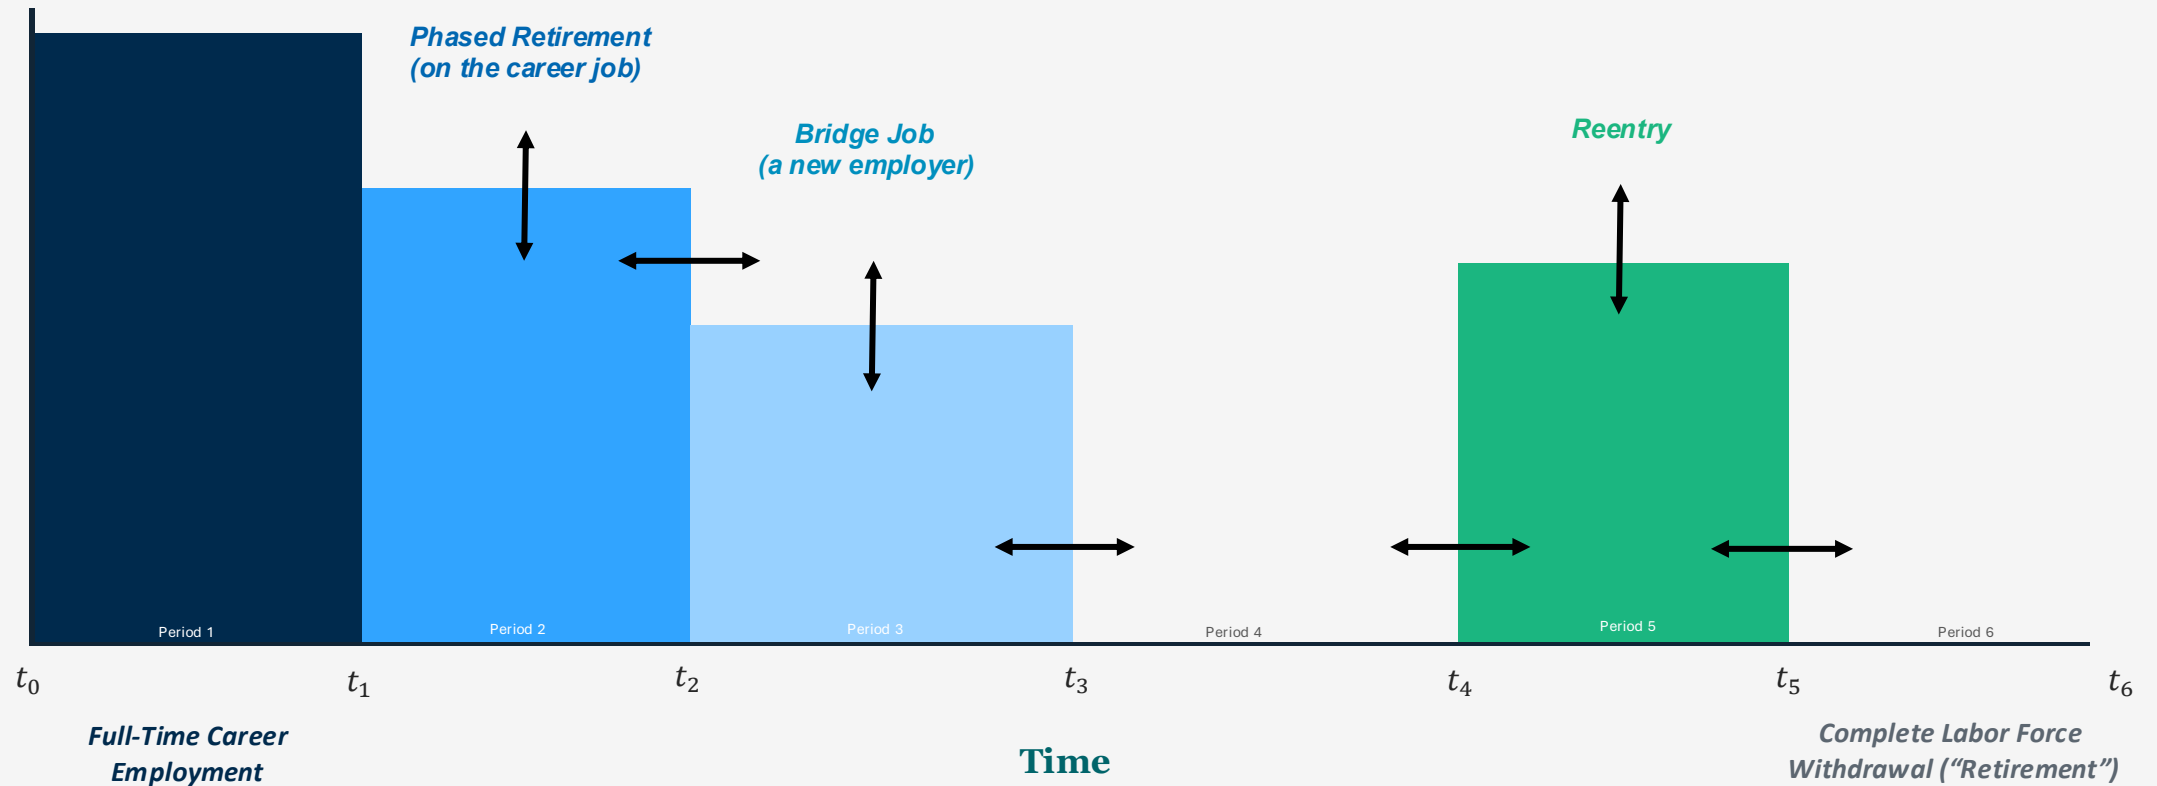 Phased Retirement
(on the career job)
Bridge Job
(a new employer)
Reentry
Period 1
Period 2
Period 3
Period 4
Period 5
Period 6
t₀
t₁
t₂
t₃
t₄
t₅
t₆
Full-Time Career
Employment
Time
Complete Labor Force
Withdrawal (“Retirement”)